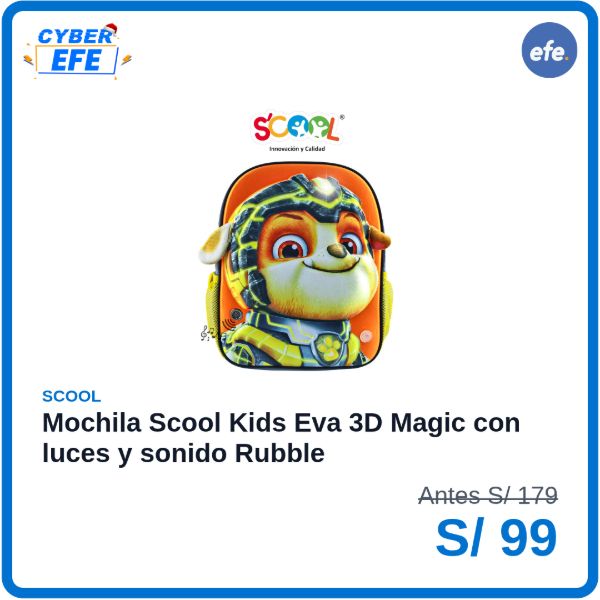 CYBER
EFE
efe.
S'COOL®
Innovación y Calidad
SCOOL
Mochila Scool Kids Eva 3D Magic con
luces y sonido Rubble
Antes S/ 179
S/ 99